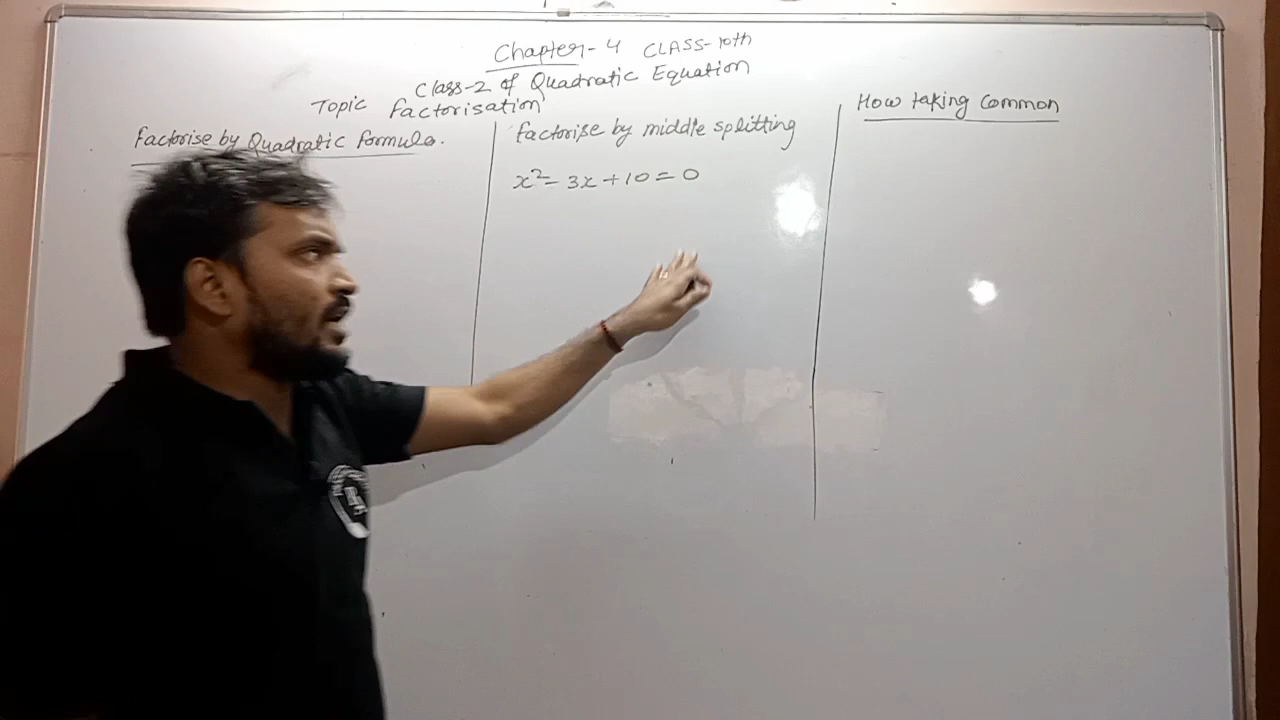 Chapter-4 CLASS-10th
Class-2 of Quadratic Equation
Topic Factorisation
Factorise by Quadratic Formula.
Factorise by middle splitting
x²- 3x + 10 = 0
How taking Common